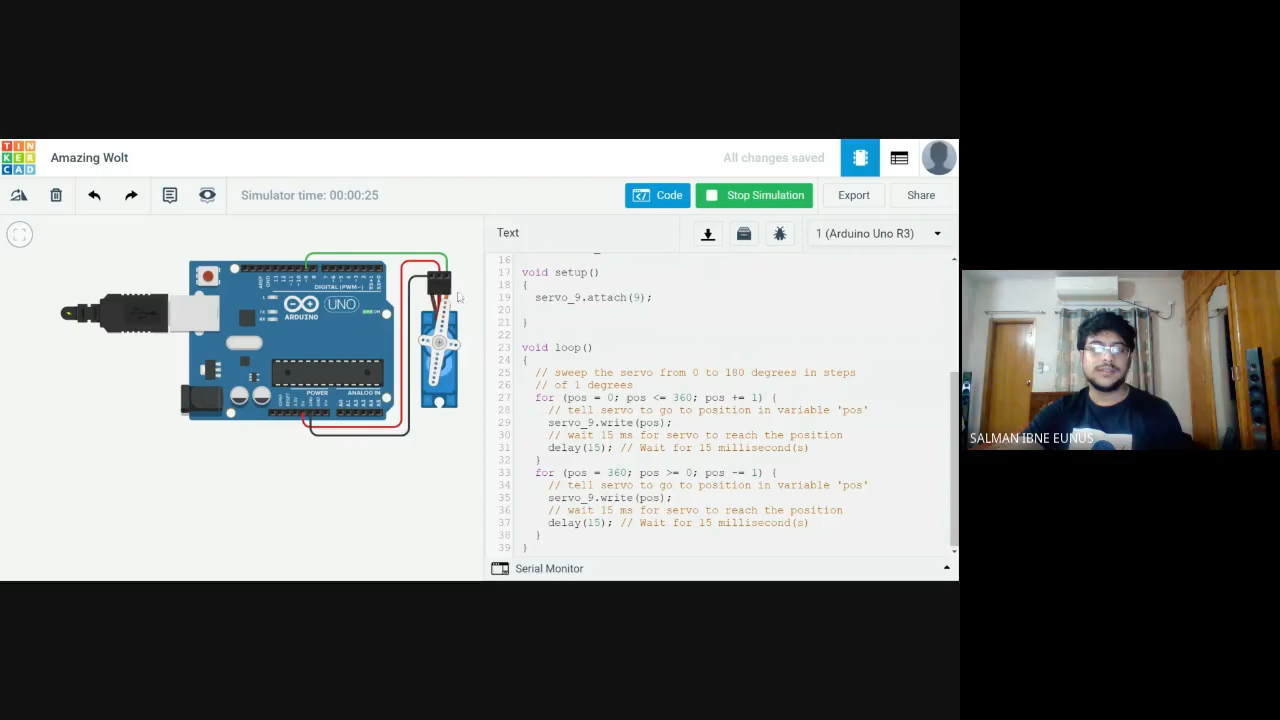 TIN
KER
CAD
Amazing Wolt
All changes saved
Simulator time: 00:00:25
Code
Stop Simulation
Export
Share
Text
1 (Arduino Uno R3)
DIGITAL (PWM~)
UNO
ARDUINO
POWER
ANALOG IN
16
17 void setup()
18 {
19 servo_9.attach(9);
20
21 }
22
23 void loop()
24 {
25 // sweep the servo from 0 to 180 degrees in steps
26 // of 1 degrees
27 for (pos = 0; pos <= 360; pos += 1) {
28 // tell servo to go to position in variable 'pos'
29 servo_9.write(pos);
30 // wait 15 ms for servo to reach the position
31 delay(15); // Wait for 15 millisecond(s)
32 }
33 for (pos = 360; pos >= 0; pos -= 1) {
34 // tell servo to go to position in variable 'pos'
35 servo_9.write(pos);
36 // wait 15 ms for servo to reach the position
37 delay(15); // Wait for 15 millisecond(s)
38 }
39 }
Serial Monitor
SALMAN IBNE EUNUS